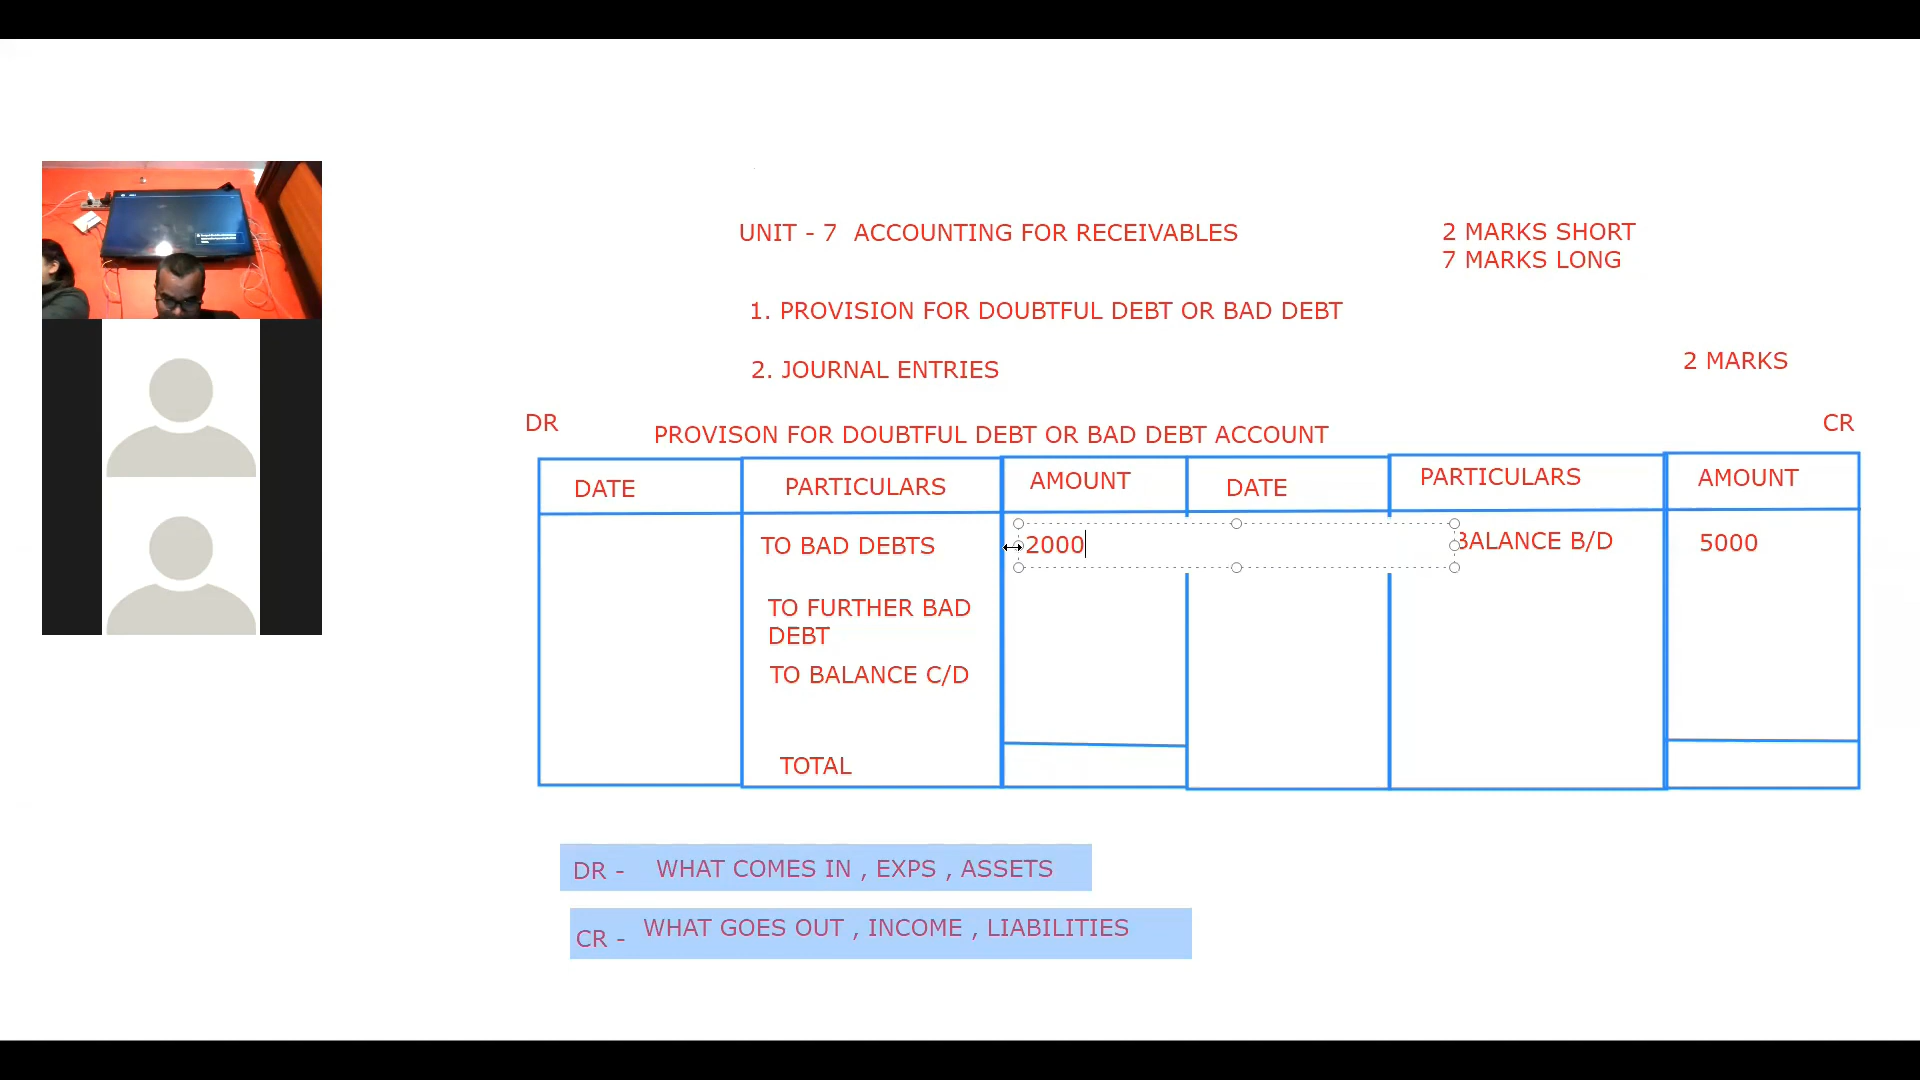 UNIT - 7  ACCOUNTING FOR RECEIVABLES
2 MARKS SHORT
7 MARKS LONG
1. PROVISION FOR DOUBTFUL DEBT OR BAD DEBT
2. JOURNAL ENTRIES
2 MARKS
DR
PROVISON FOR DOUBTFUL DEBT OR BAD DEBT ACCOUNT
CR
DATE PARTICULARS AMOUNT DATE PARTICULARS AMOUNT
TO BAD DEBTS 2000 BALANCE B/D 5000
TO FURTHER BAD
DEBT
TO BALANCE C/D
TOTAL
DR - WHAT COMES IN , EXPS , ASSETS
CR - WHAT GOES OUT , INCOME , LIABILITIES